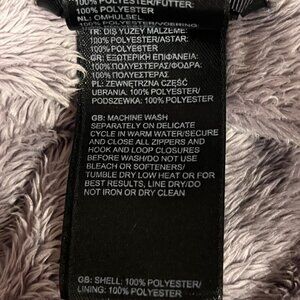 100% POLYESTER/FUTTER:
100% POLYESTER
NL: OMHULSEL
100% POLYESTER/VOERING
TR: DIŞ YÜZEY MALZEME:
100% POLYESTER/ASTAR:
100% POLYESTER
GR: ΕΞΩΤΕΡΙΚΗ ΕΠΙΦΑΝΕΙΑ:
100% ΠΟΛΥΕΣΤΕΡΑΣ/ΦΟΔΡΑ:
100% ΠΟΛΥΕΣΤΕΡΑΣ
PL: ZEWNĘTRZNA CZĘŚĆ
UBRANIA: 100% POLYESTER/
PODSZEWKA: 100% POLYESTER
GB: MACHINE WASH
SEPARATELY ON DELICATE
CYCLE IN WARM WATER/SECURE
AND CLOSE ALL ZIPPERS AND
HOOK AND LOOP CLOSURES
BEFORE WASH/DO NOT USE
BLEACH OR SOFTENERS/
TUMBLE DRY LOW HEAT OR FOR
BEST RESULTS, LINE DRY/DO
NOT IRON OR DRY CLEAN
GB: SHELL: 100% POLYESTER/
LINING: 100% POLYESTER